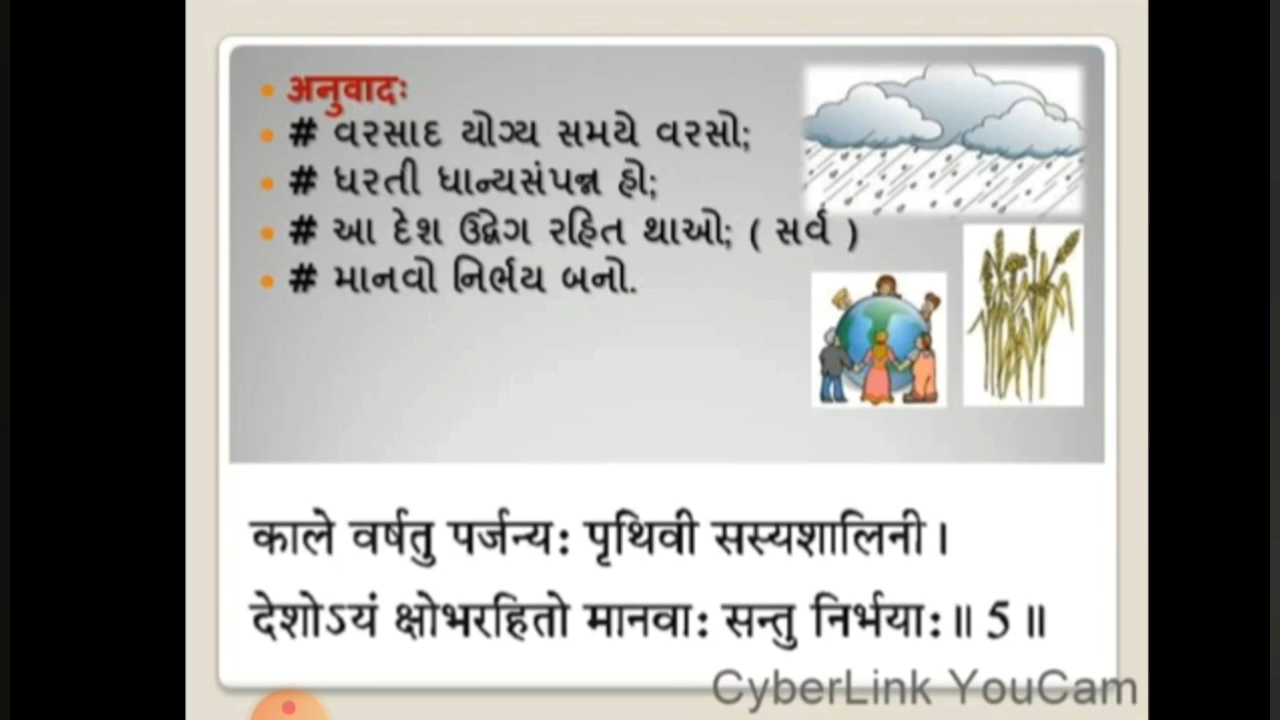 अनुवादः
# વરસાદ યોગ્ય સમયે વરસો;
# ધરતી ધાન્યસંપન્ન હો;
# આ દેશ ઉદ્વેગ રહિત થાઓ; ( સર્વ )
# માનવો નિર્ભય બનો.
काले वर्षतु पर्जन्य: पृथिवी सस्यशालिनी ।
देशोऽयं क्षोभरहितो मानवा: सन्तु निर्भया: ॥ 5 ॥
CyberLink YouCam